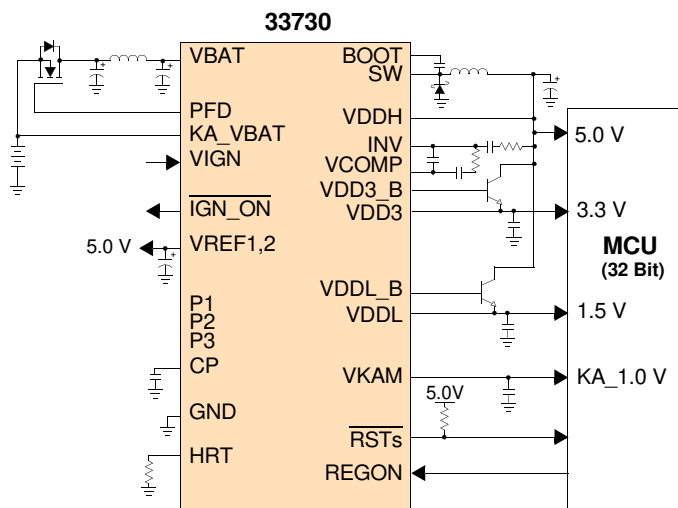 33730
VBAT
BOOT
SW
PFD
VDDH
KA_VBAT
5.0 V
VIGN
INV
VCOMP
VDD3_B
IGN_ON
VDD3
3.3 V
5.0 V
VREF1,2
MCU
(32 Bit)
VDDL_B
P1
VDDL
1.5 V
P2
P3
CP
VKAM
KA_1.0 V
5.0V
GND
RSTs
HRT
REGON